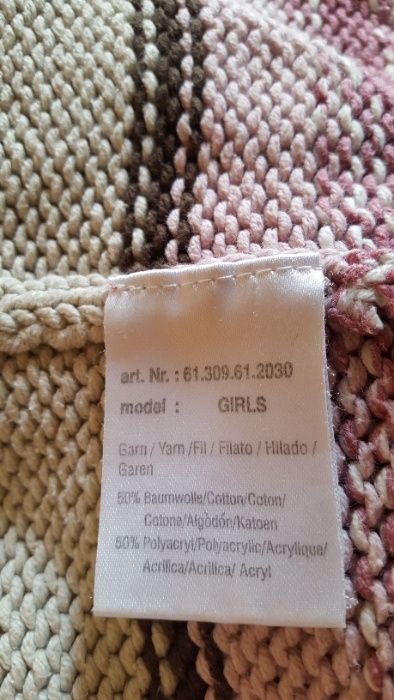 art. Nr. : 61.309.61.2030
model : GIRLS
Garn / Yarn /Fil / Filato / Hilado /
Garen
50% Baumwolle/Cotton/Coton/
Cotone/Algòdón/Katoen
50% Polyacryl/Polyacrylic/Acrylique/
Acrilica/Acrilica/ Acryl